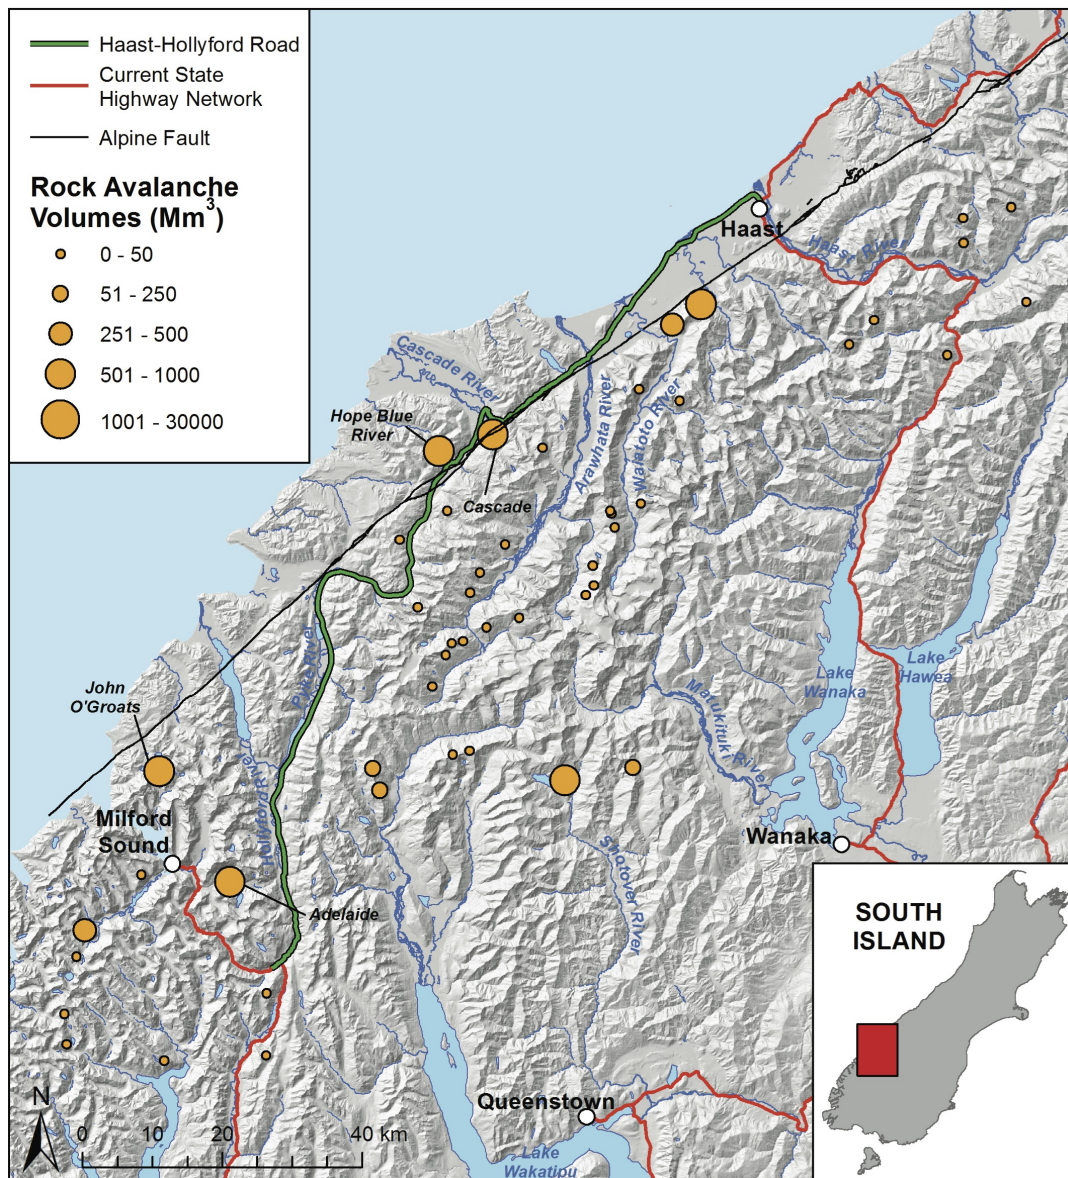 Haast-Hollyford Road
Current State
Highway Network
Alpine Fault
Rock Avalanche
Volumes (Mm³)
0 - 50
51 - 250
251 - 500
501 - 1000
1001 - 30000
Haast
Haast River
Cascade River
Hope Blue
River
Cascade
Arawhata River
Waiatoto River
Pyke River
John
O'Groats
Hollyford River
Milford
Sound
Adelaide
Lake
Wanaka
Lake
Hawea
Matukituki River
Wanaka
Shotover River
Queenstown
Lake
Wakatipu
SOUTH
ISLAND
N
0 10 20 40 km